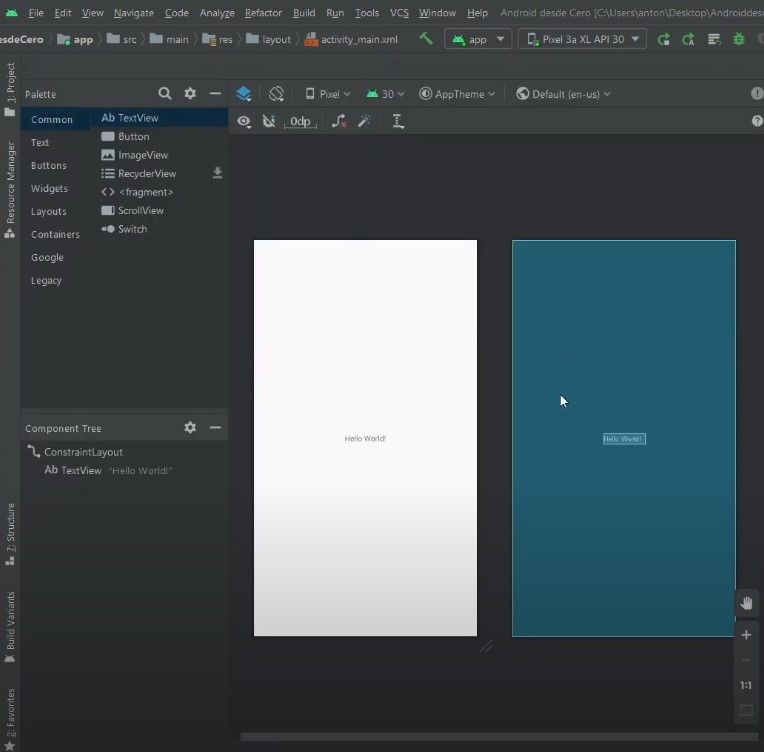 File Edit View Navigate Code Analyze Refactor Build Run Tools VCS Window Help Android desde Cero [C:\Users\anton\Desktop\Androiddes
esdeCero app src main res layout activity_main.xml app Pixel 3a XL API 30
1: Project
Resource Manager
Z: Structure
Build Variants
2: Favorites
Palette
Common
Text
Buttons
Widgets
Layouts
Containers
Google
Legacy
Ab TextView
Button
ImageView
RecyclerView
<fragment>
ScrollView
Switch
Pixel 30 AppTheme Default (en-us)
0dp
Hello World!
Hello World!
Component Tree
ConstraintLayout
Ab TextView "Hello World!"
1:1